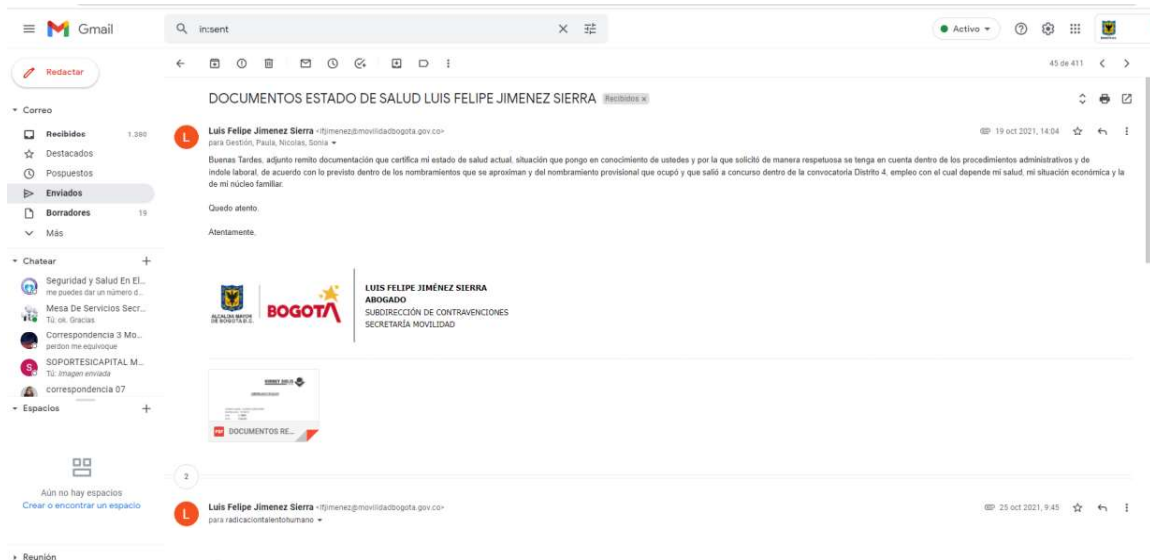 Gmail
in:sent
Activo
Redactar
45 de 411
Correo
Recibidos 1.380
Destacados
Pospuestos
Enviados
Borradores 19
Más
Chatear
Seguridad y Salud En El...
me puedes dar un número d...
Mesa De Servicios Secr...
Tú: ok. Gracias
Correspondencia 3 Mo...
perdon me equivoque
SOPORTESICAPITAL M...
Tú: Imagen enviada
correspondencia 07
Espacios
Aún no hay espacios
Crear o encontrar un espacio
Reunión
DOCUMENTOS ESTADO DE SALUD LUIS FELIPE JIMENEZ SIERRA Recibidos x
L
Luis Felipe Jimenez Sierra <lfjimenez@movilidadbogota.gov.co> 19 oct 2021, 14:04
para Gestión, Paula, Nicolas, Sonia
Buenas Tardes, adjunto remito documentación que certifica mi estado de salud actual, situación que pongo en conocimiento de ustedes y por la que solicitó de manera respetuosa se tenga en cuenta dentro de los procedimientos administrativos y de
indole laboral, de acuerdo con lo previsto dentro de los nombramientos que se aproximan y del nombramiento provisional que ocupó y que salió a concurso dentro de la convocatoria Distrito 4, empleo con el cual depende mi salud, mi situación económica y la
de mi núcleo familiar.
Quedo atento.
Atentamente,
ALCALDÍA MAYOR
DE BOGOTÁ D.C.
BOGOTÁ
LUIS FELIPE JIMÉNEZ SIERRA
ABOGADO
SUBDIRECCIÓN DE CONTRAVENCIONES
SECRETARÍA MOVILIDAD
PDF DOCUMENTOS RE...
2
L
Luis Felipe Jimenez Sierra <lfjimenez@movilidadbogota.gov.co> 25 oct 2021, 9:45
para radicaciontalentohumano